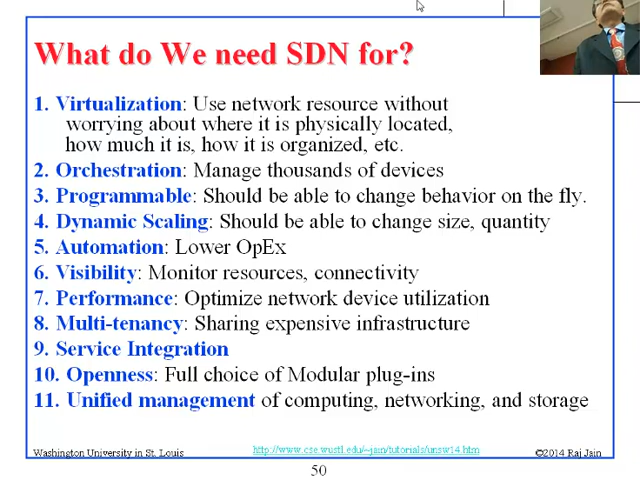 What do We need SDN for?
1. Virtualization: Use network resource without
worrying about where it is physically located,
how much it is, how it is organized, etc.
2. Orchestration: Manage thousands of devices
3. Programmable: Should be able to change behavior on the fly.
4. Dynamic Scaling: Should be able to change size, quantity
5. Automation: Lower OpEx
6. Visibility: Monitor resources, connectivity
7. Performance: Optimize network device utilization
8. Multi-tenancy: Sharing expensive infrastructure
9. Service Integration
10. Openness: Full choice of Modular plug-ins
11. Unified management of computing, networking, and storage
Washington University in St. Louis
http://www.cse.wustl.edu/~jain/tutorials/unsw14.htm
©2014 Raj Jain
50